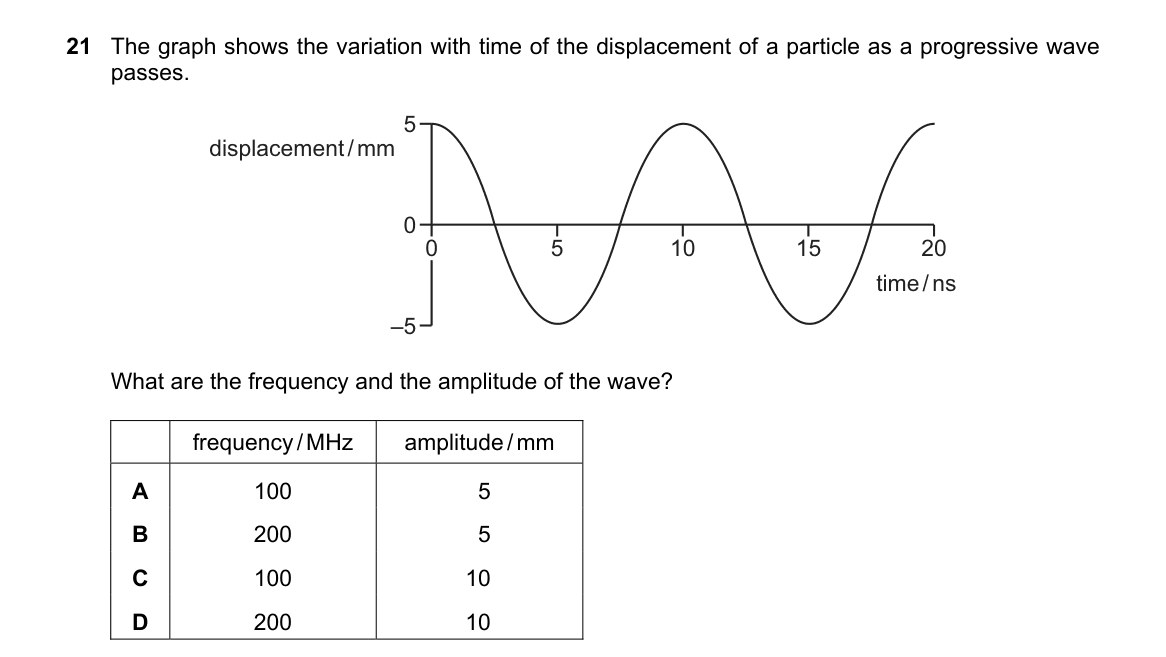 21 The graph shows the variation with time of the displacement of a particle as a progressive wave
passes.
5
displacement / mm
0
0 5 10 15 20
time / ns
–5
What are the frequency and the amplitude of the wave?
frequency / MHz amplitude / mm
A 100 5
B 200 5
C 100 10
D 200 10